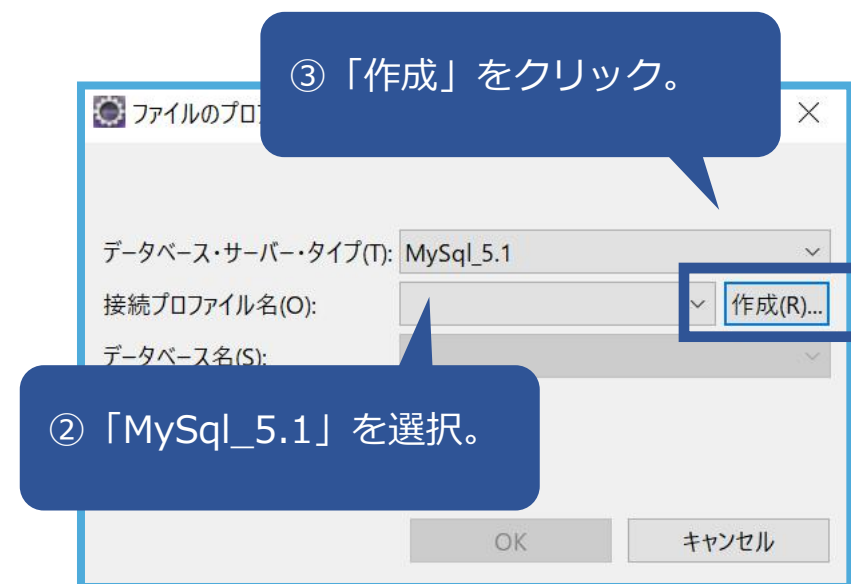 ③「作成」をクリック。
ファイルのプロ
データベース・サーバー・タイプ(T): MySql_5.1
接続プロファイル名(O): 作成(R)...
データベース名(S):
②「MySql_5.1」を選択。
OK キャンセル